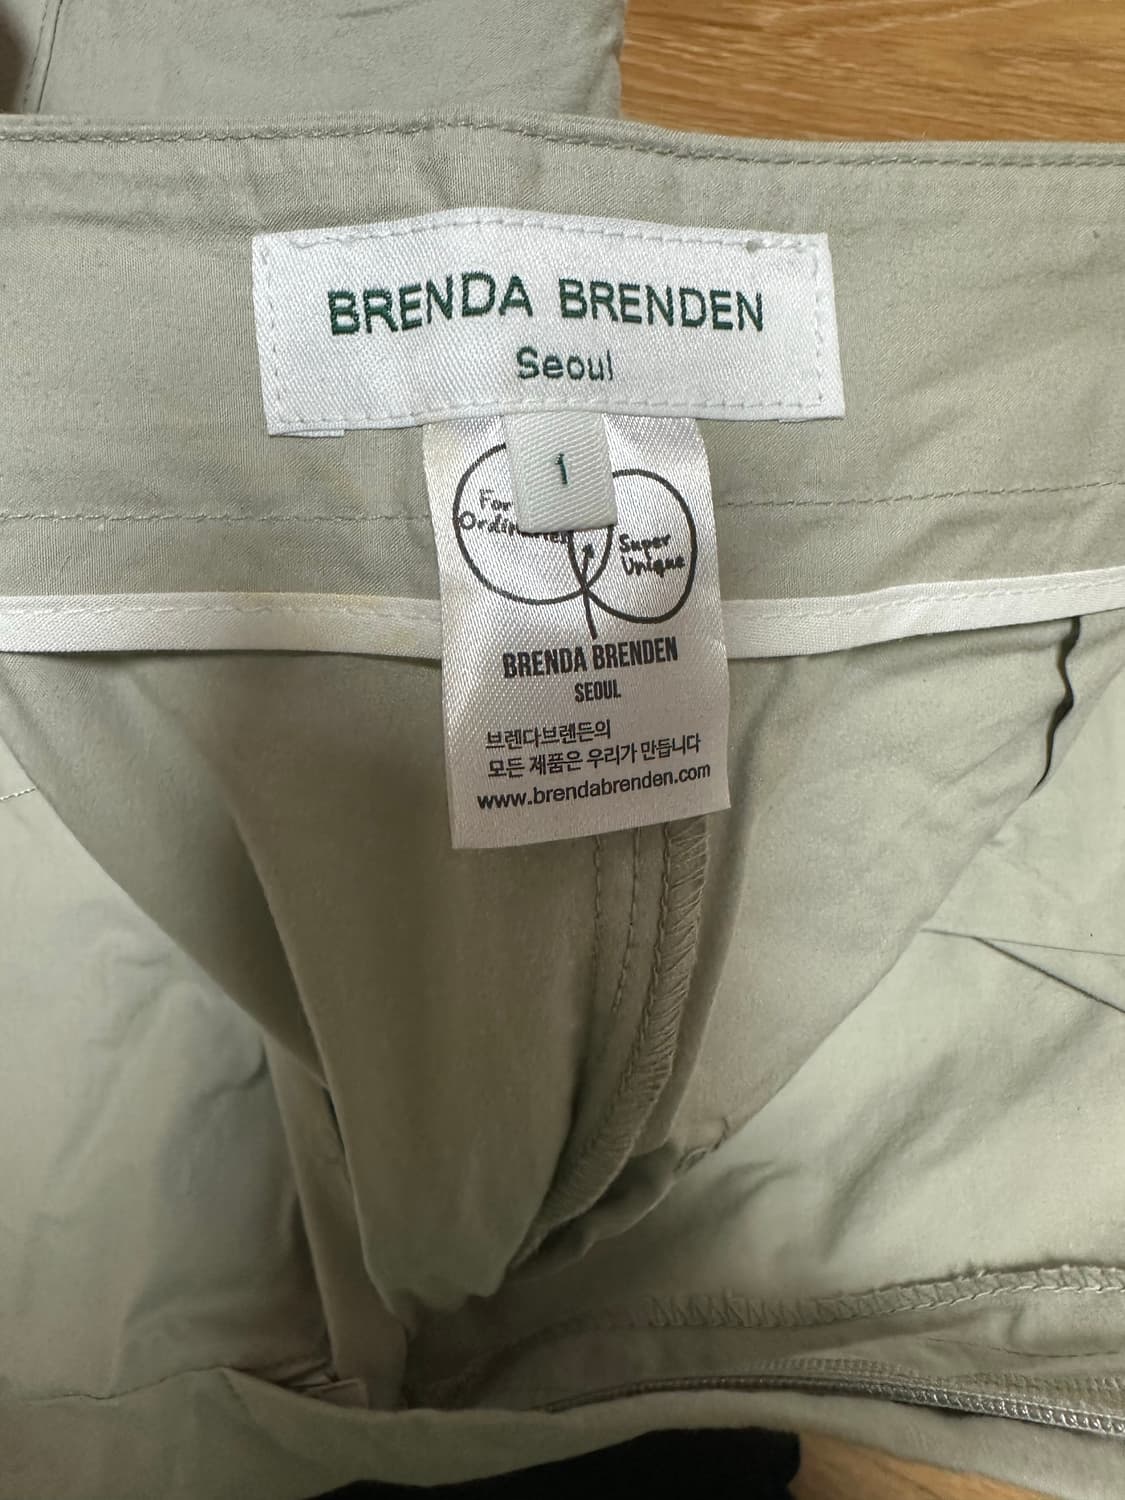 BRENDA BRENDEN
Seoul
1
For
Ordinaries
Super
Unique
BRENDA BRENDEN
SEOUL
브렌다브렌든의
모든 제품은 우리가 만듭니다
www.brendabrenden.com